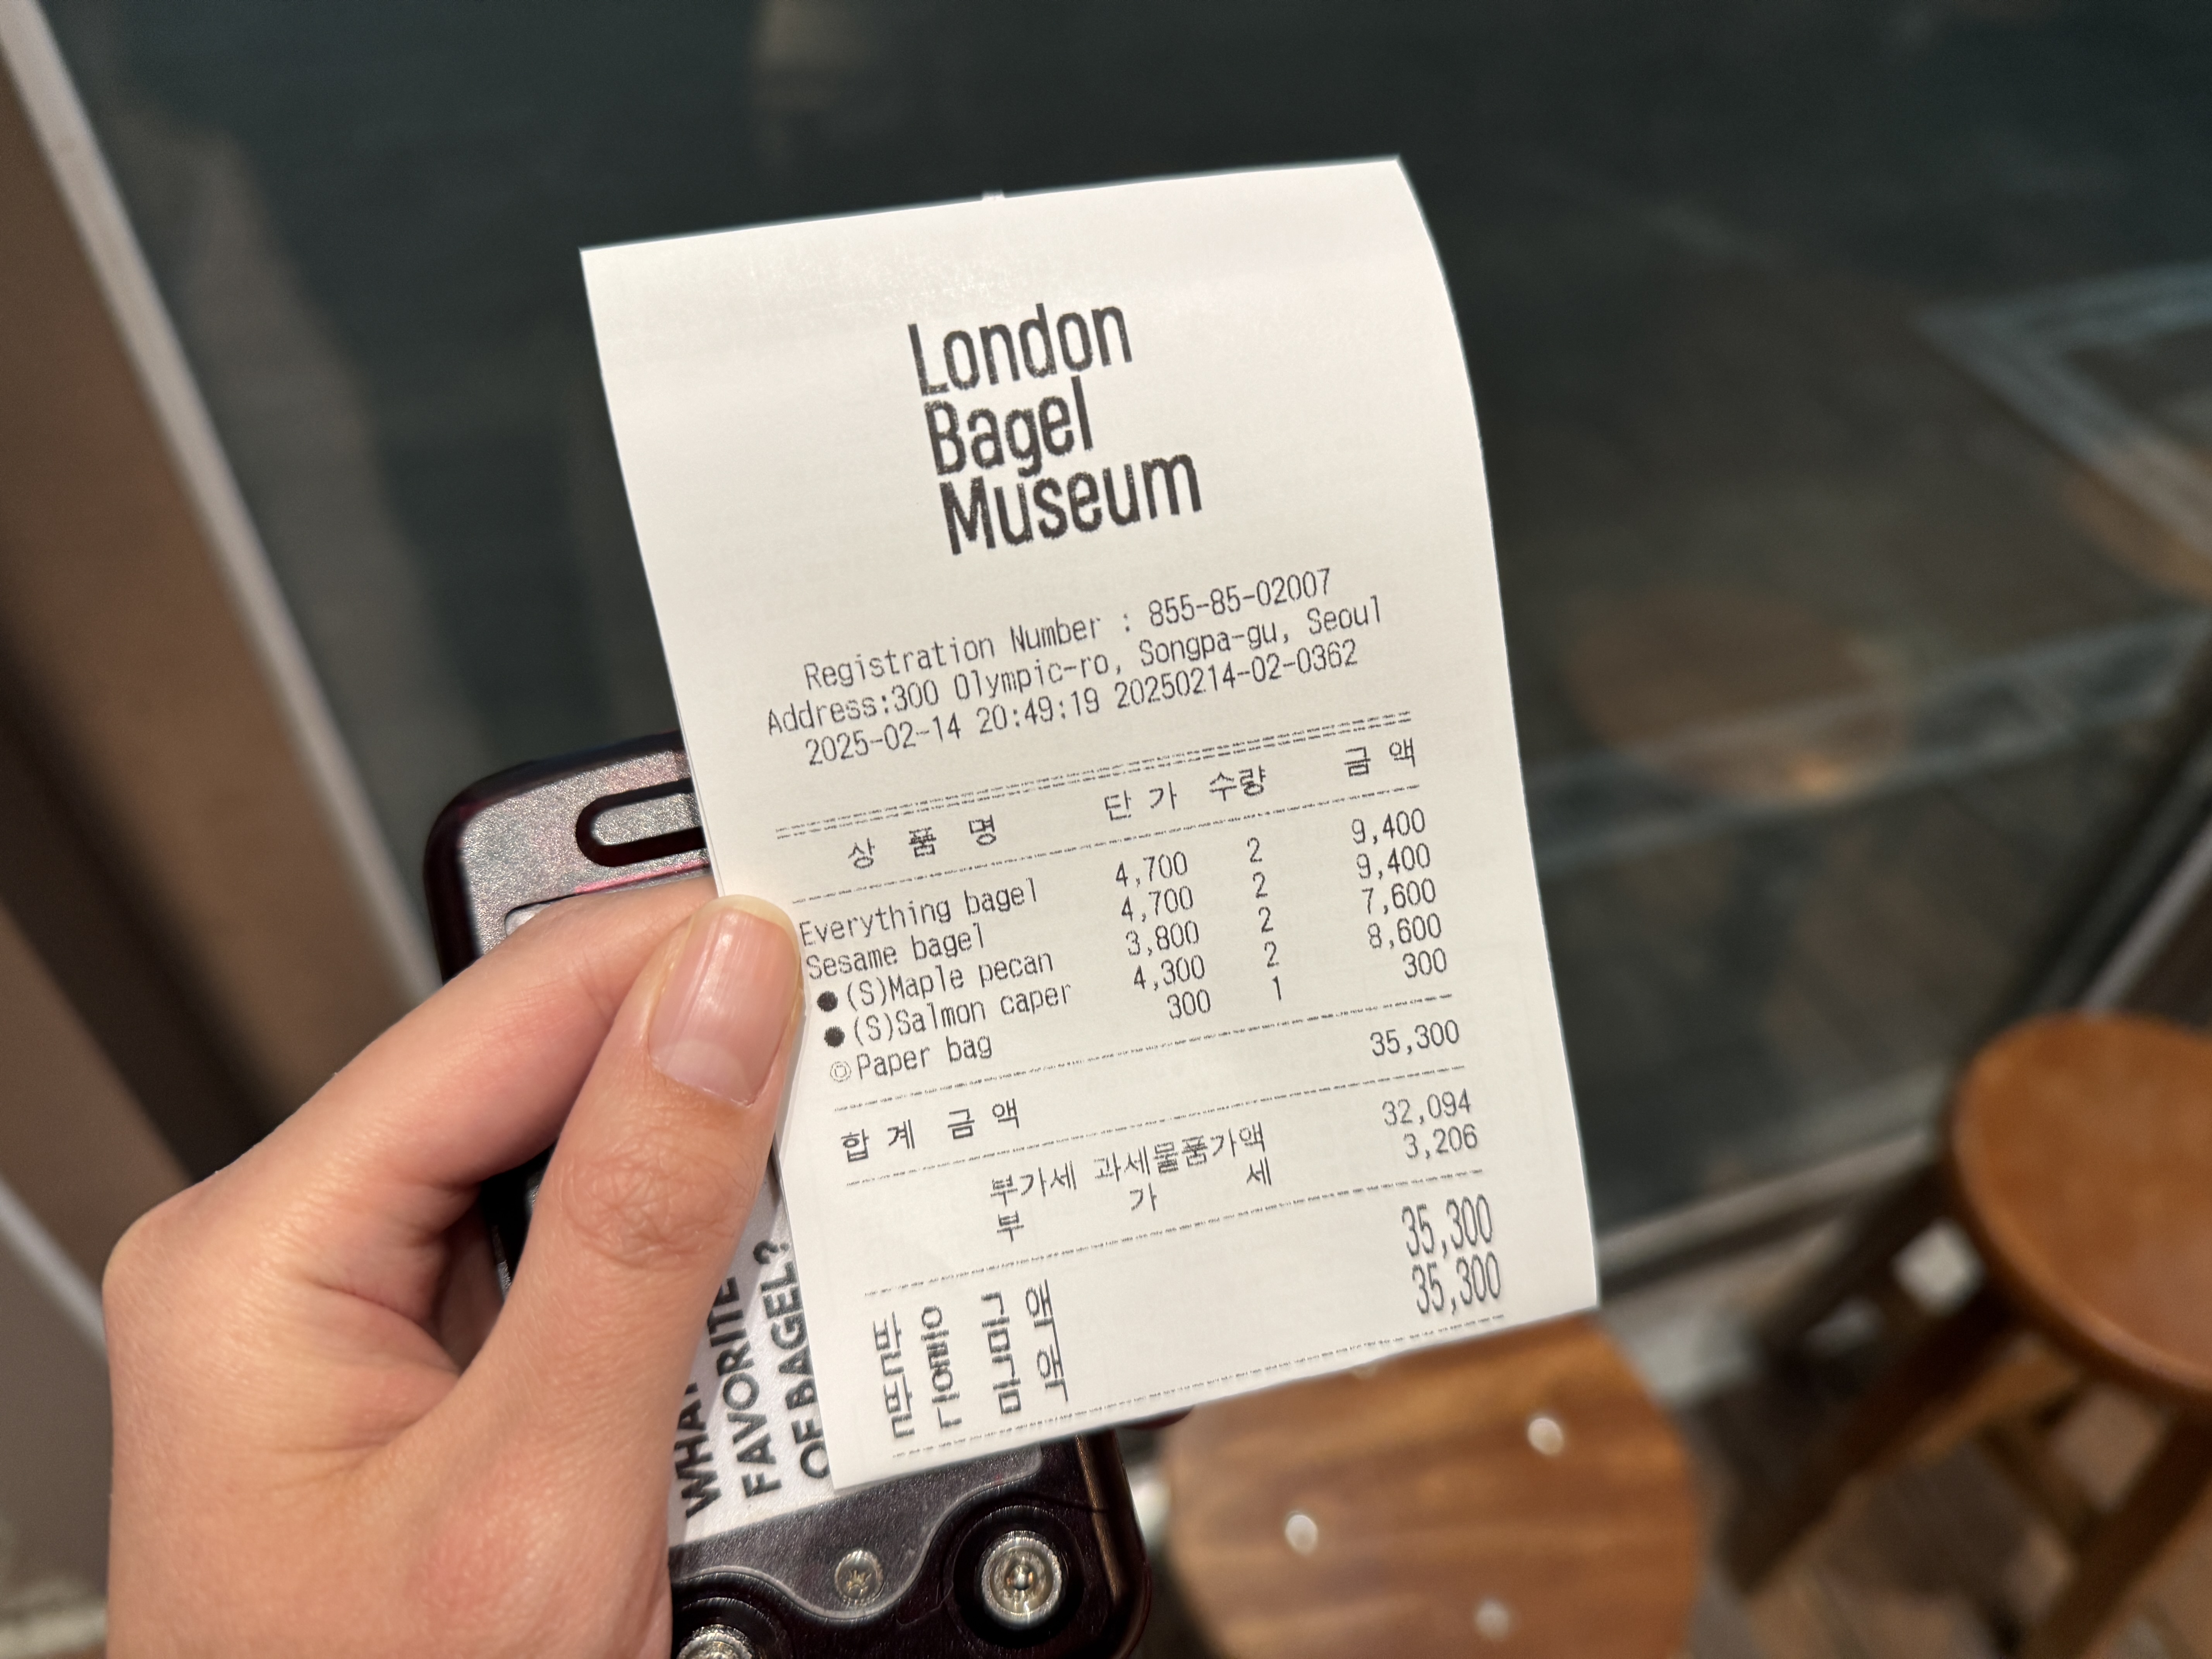 London
Bagel
Museum
Registration Number : 855-85-02007
Address:300 Olympic-ro, Songpa-gu, Seoul
2025-02-14 20:49:19 20250214-02-0362
상 품 명 단 가 수량 금 액
Everything bagel 4,700 2 9,400
Sesame bagel 4,700 2 9,400
●(S)Maple pecan 3,800 2 7,600
●(S)Salmon caper 4,300 2 8,600
◎Paper bag 300 1 300
합 계 금 액 35,300
부가세 과세물품가액 32,094
부 가 세 3,206
금 액 35,300
금 액 35,300
FAVORITE
OF BAGEL?